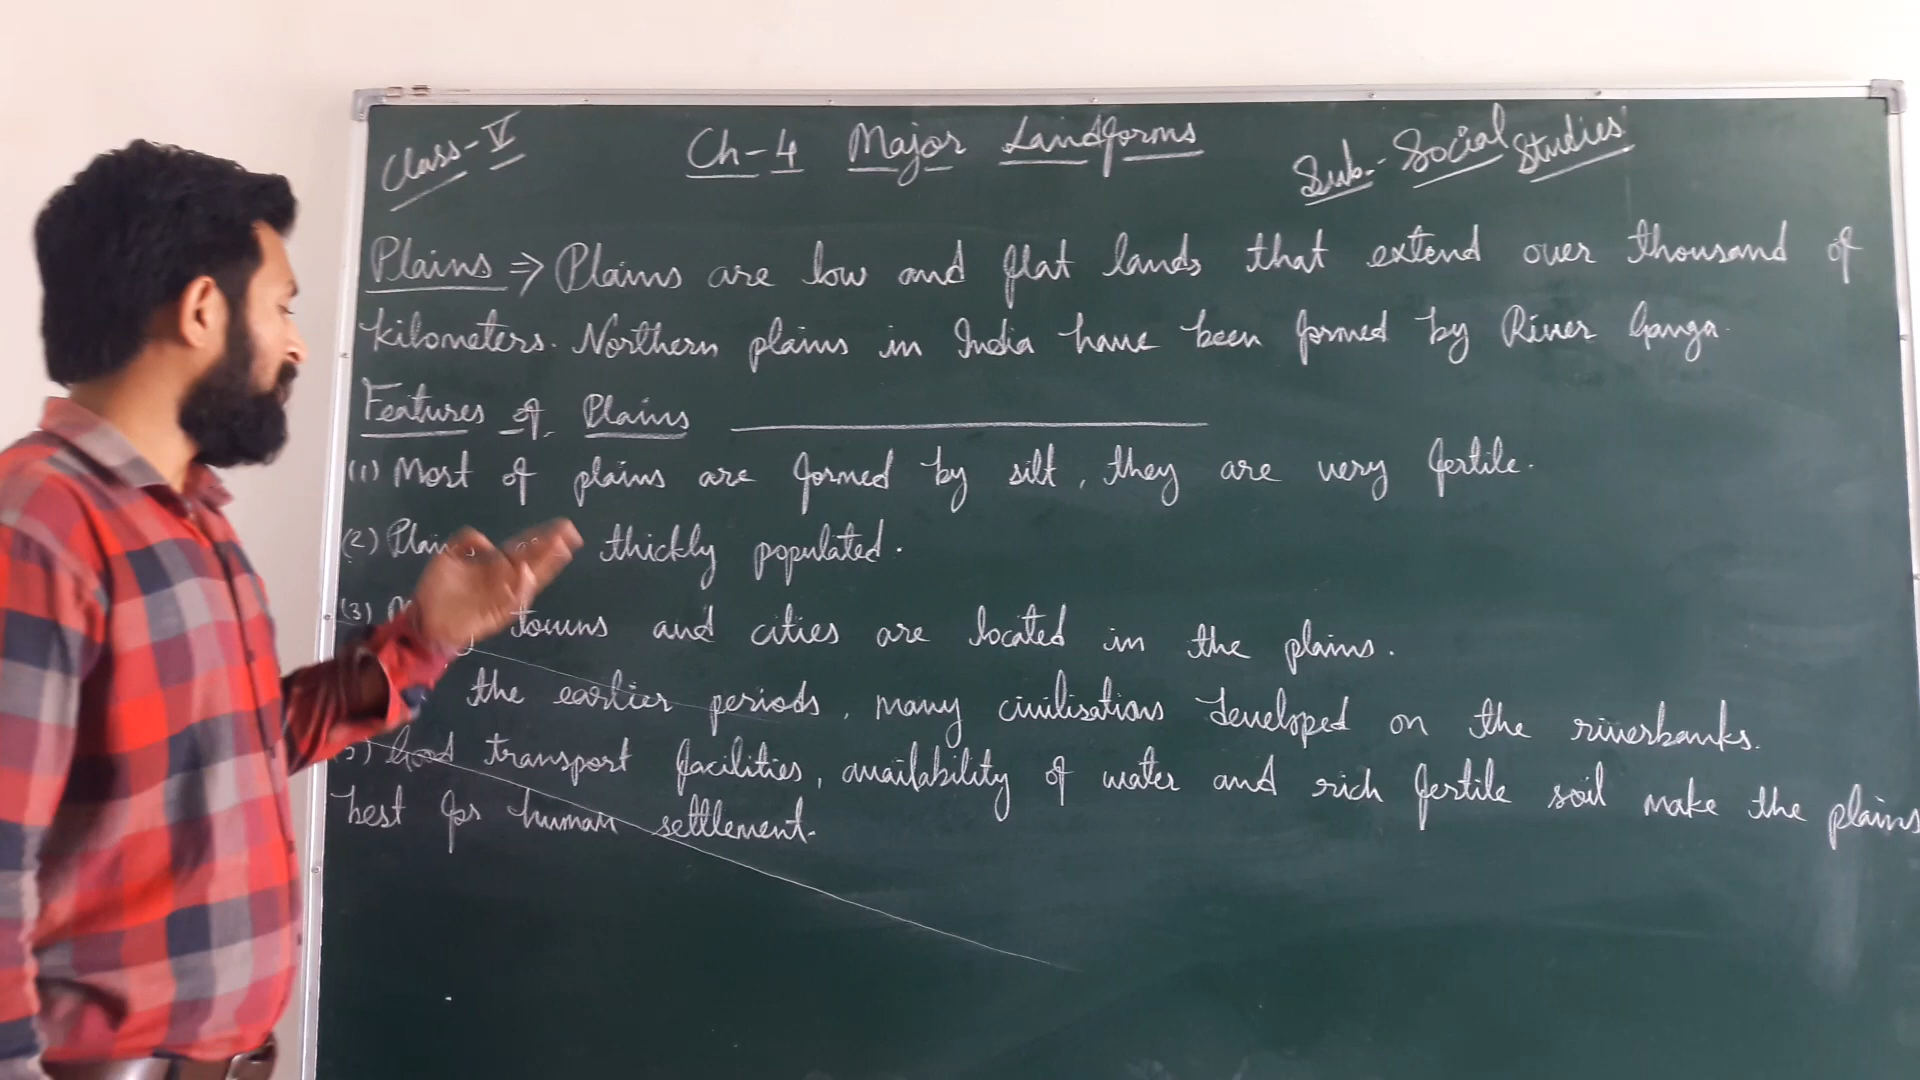 Class-V Ch-4 Major Landforms Sub.- Social Studies
Plains ⇒ Plains are low and flat lands that extend over thousand of
kilometers. Northern plains in India have been formed by River Ganga.
Features of Plains
(1) Most of plains are formed by silt, they are very fertile.
(2) Plains thickly populated.
(3) towns and cities are located in the plains.
the earlier periods, many civilisations developed on the riverbanks.
5) Good transport facilities, availability of water and rich fertile soil make the plains
best for human settlement.